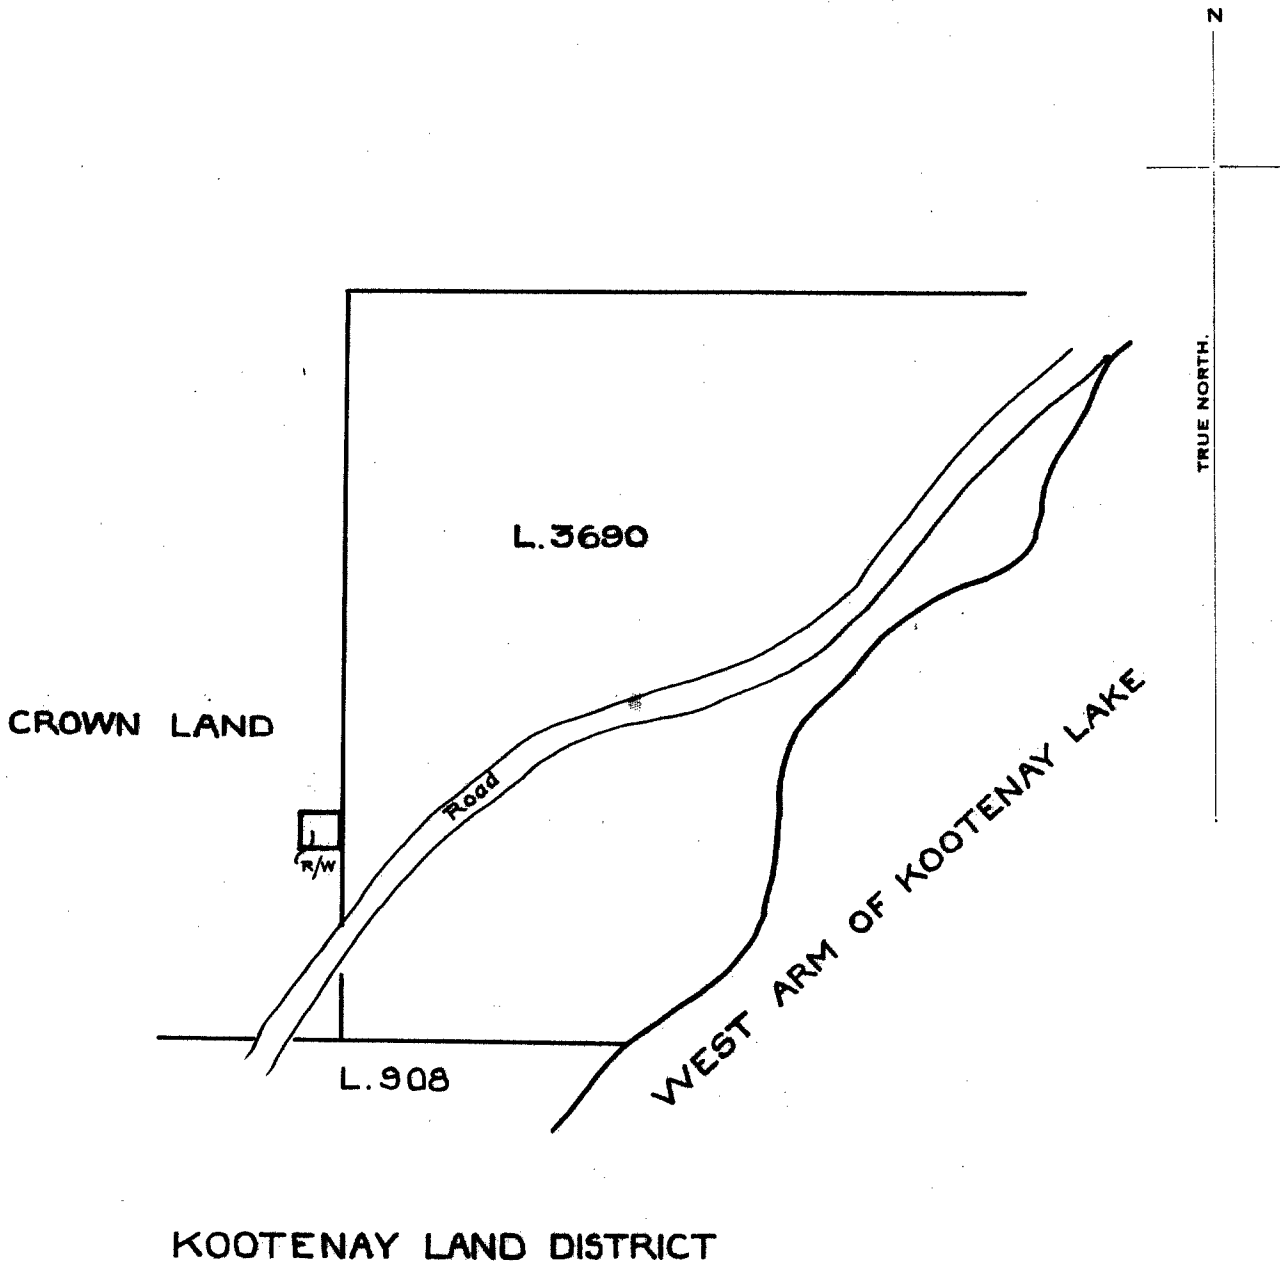 N
TRUE NORTH.
L.3690
CROWN LAND
Road
R/W
WEST ARM OF KOOTENAY LAKE
L.908
KOOTENAY LAND DISTRICT